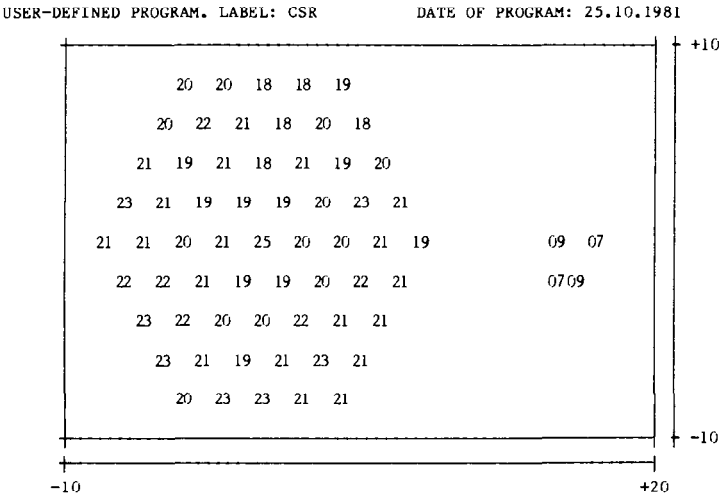 USER-DEFINED PROGRAM. LABEL: CSR DATE OF PROGRAM: 25.10.1981
+10
20 20 18 18 19
20 22 21 18 20 18
21 19 21 18 21 19 20
23 21 19 19 19 20 23 21
21 21 20 21 25 20 20 21 19 09 07
22 22 21 19 19 20 22 21 0709
23 22 20 20 22 21 21
23 21 19 21 23 21
20 23 23 21 21
-10
-10 +20